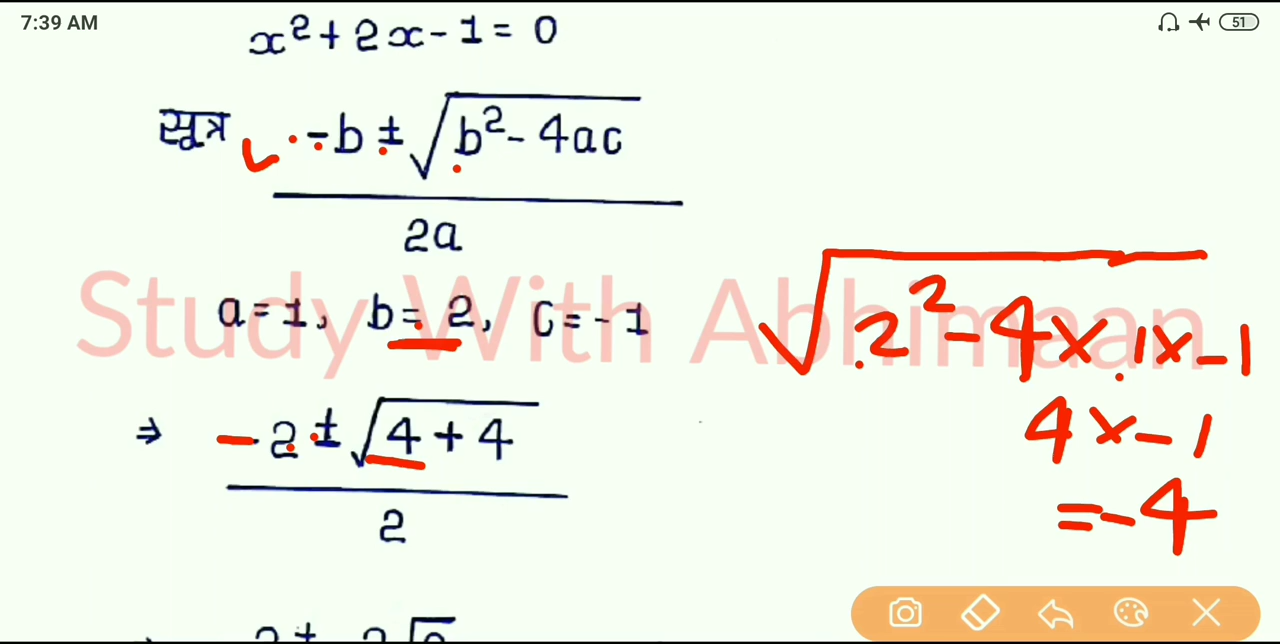 7:39 AM
51
x² + 2x - 1 = 0
सूत्र -b ± √(b² - 4ac)
2a
Study With Abhimaan
a = 1, b = 2, c = -1
⇒ -2 ± √(4 + 4)
2
√(2² - 4 × 1 × -1)
4 × -1
= -4